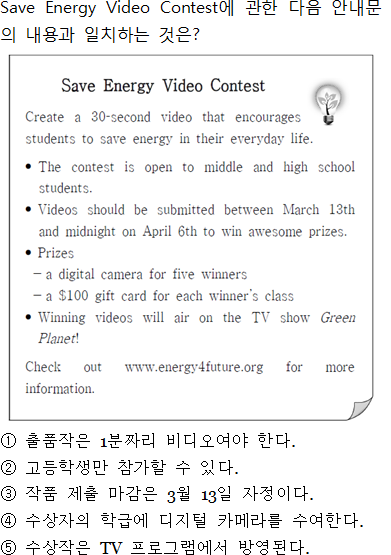 Save Energy Video Contest에 관한 다음 안내문
의 내용과 일치하는 것은?
Save Energy Video Contest
Create a 30-second video that encourages
students to save energy in their everyday life.
• The contest is open to middle and high school
students.
• Videos should be submitted between March 13th
and midnight on April 6th to win awesome prizes.
• Prizes
− a digital camera for five winners
− a $100 gift card for each winner's class
• Winning videos will air on the TV show Green
Planet!
Check out www.energy4future.org for more
information.
① 출품작은 1분짜리 비디오여야 한다.
② 고등학생만 참가할 수 있다.
③ 작품 제출 마감은 3월 13일 자정이다.
④ 수상자의 학급에 디지털 카메라를 수여한다.
⑤ 수상작은 TV 프로그램에서 방영된다.